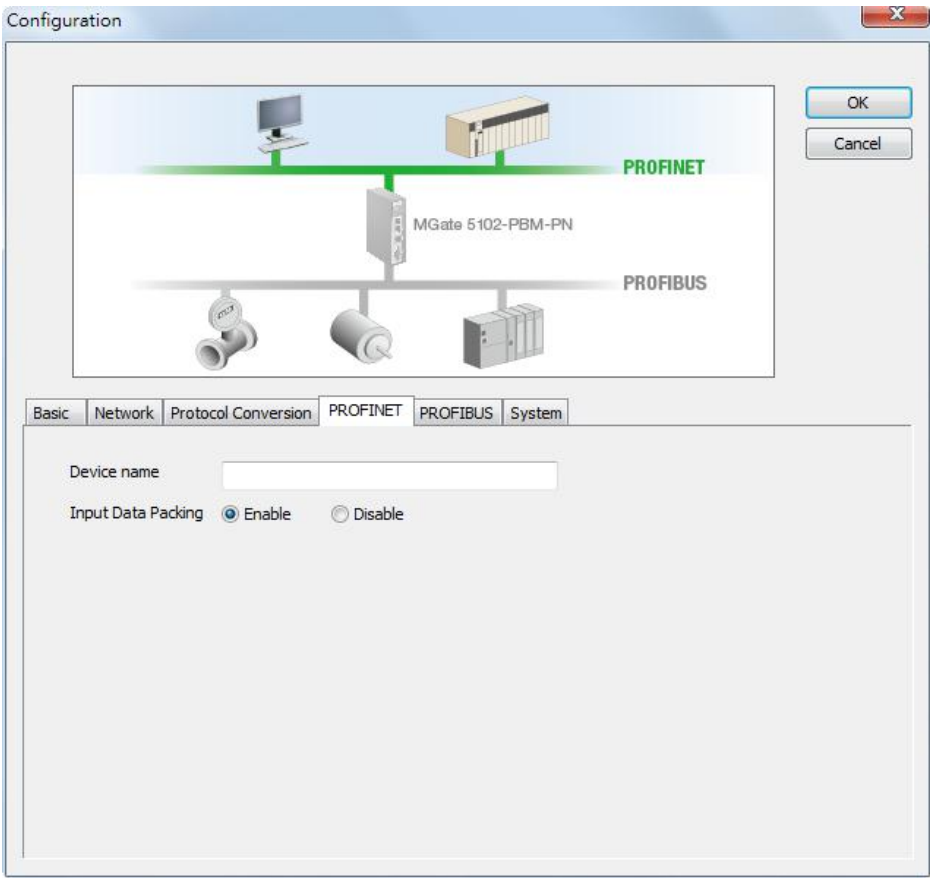 Configuration
OK
Cancel
PROFINET
MGate 5102-PBM-PN
PROFIBUS
Basic Network Protocol Conversion PROFINET PROFIBUS System
Device name
Input Data Packing Enable Disable